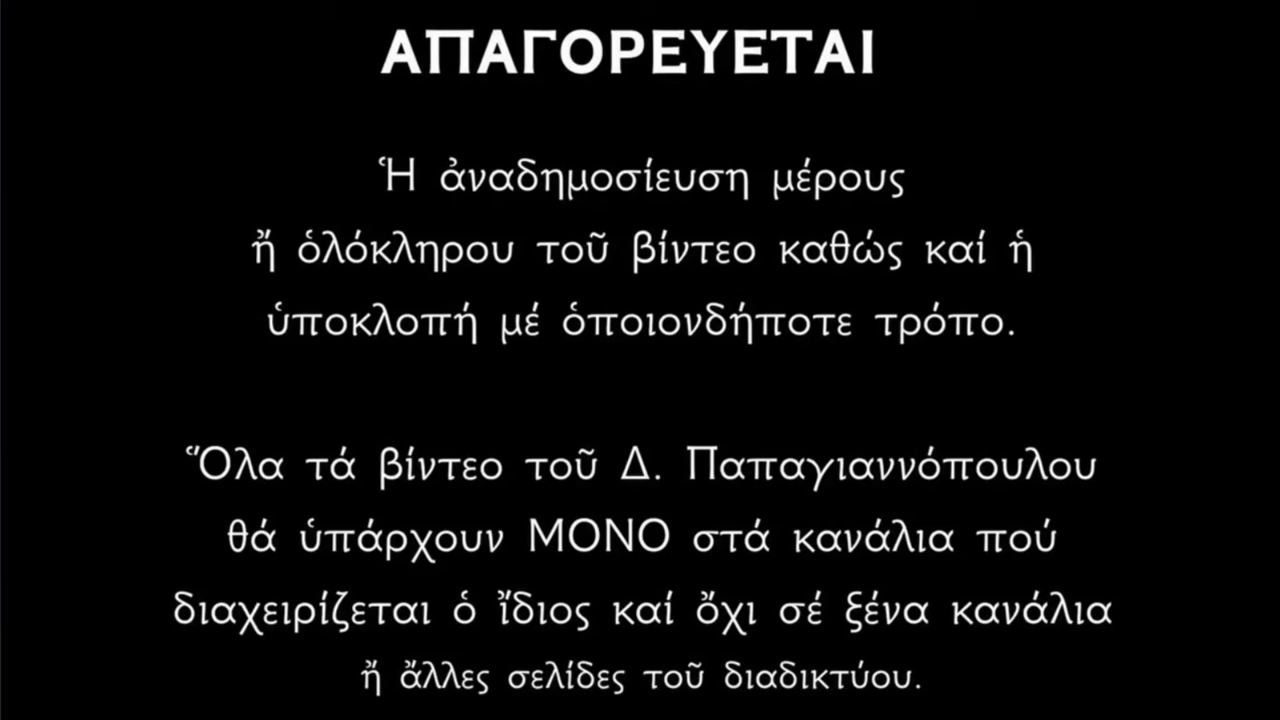 ΑΠΑΓΟΡΕΥΕΤΑΙ
Ἡ ἀναδημοσίευση μέρους
ἤ ὁλόκληρου τοῦ βίντεο καθώς καί ἡ
ὑποκλοπή μέ ὁποιονδήποτε τρόπο.
Ὅλα τά βίντεο τοῦ Δ. Παπαγιαννόπουλου
θά ὑπάρχουν ΜΟΝΟ στά κανάλια πού
διαχειρίζεται ὁ ἴδιος καί ὄχι σέ ξένα κανάλια
ἤ ἄλλες σελίδες τοῦ διαδικτύου.